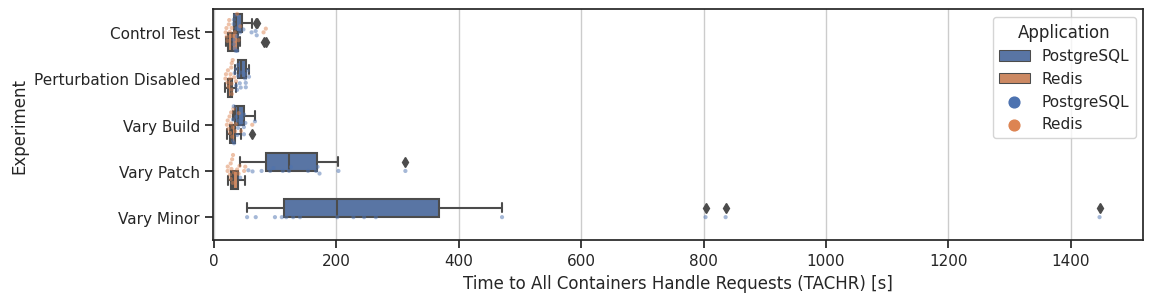 Experiment
Control Test
Perturbation Disabled
Vary Build
Vary Patch
Vary Minor
Application
PostgreSQL
Redis
PostgreSQL
Redis
0 200 400 600 800 1000 1200 1400
Time to All Containers Handle Requests (TACHR) [s]